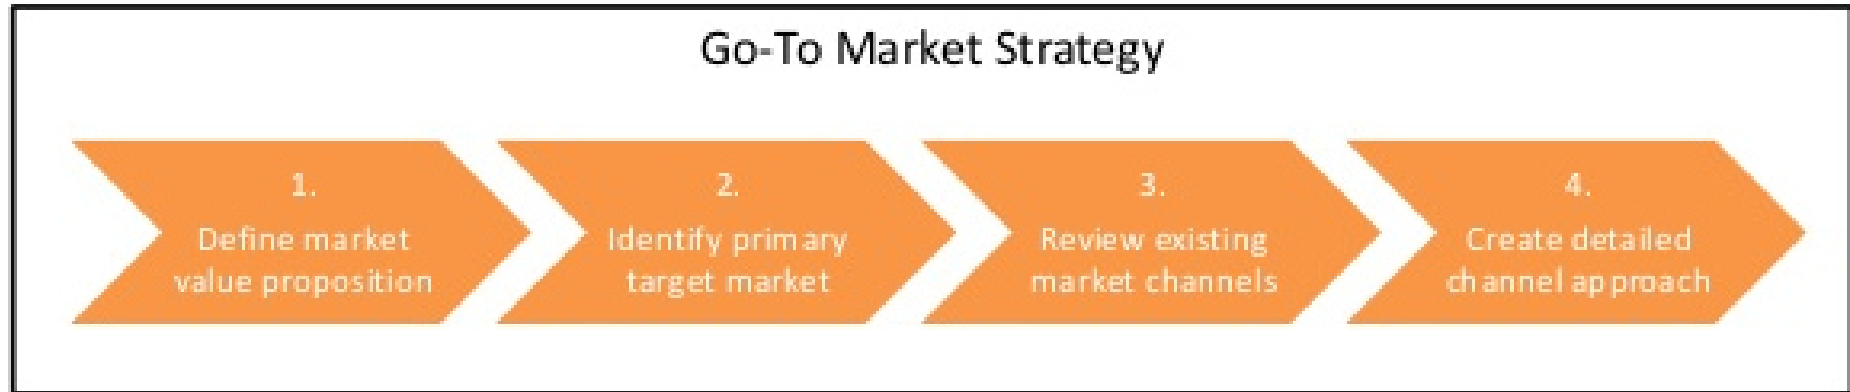 Go-To Market Strategy
1.
Define market
value proposition
2.
Identify primary
target market
3.
Review existing
market channels
4.
Create detailed
channel approach